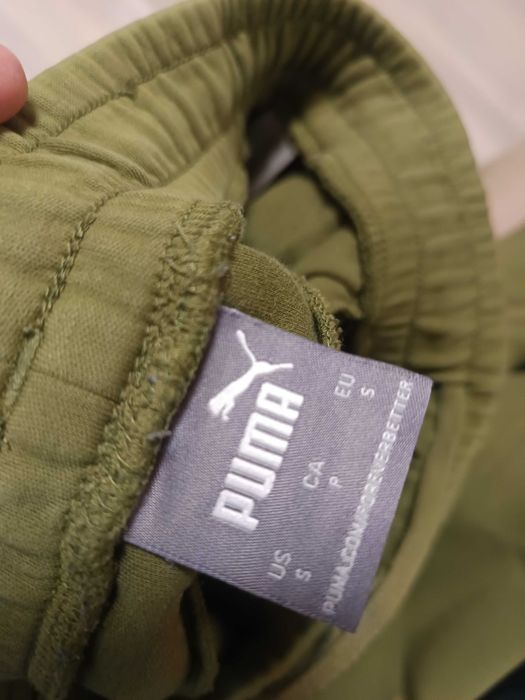 PUMA
US CA EU
S P S
PUMA.COM/FOREVERBETTER